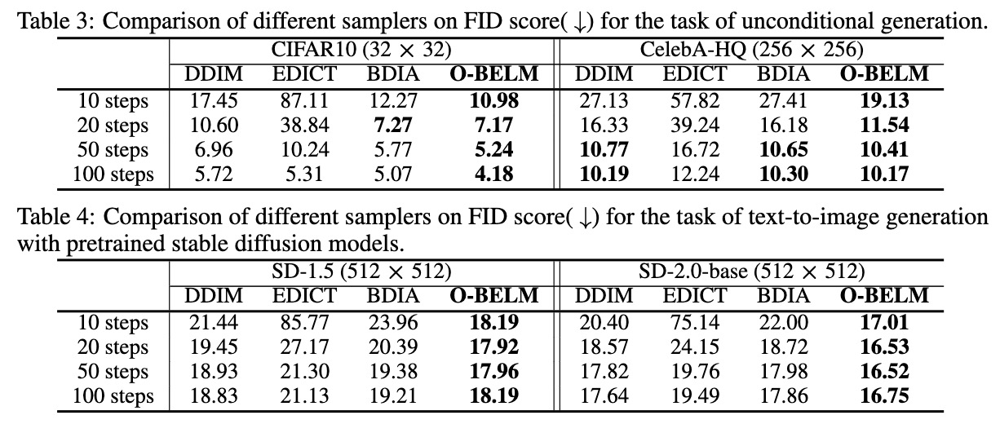 Table 3: Comparison of different samplers on FID score( ↓) for the task of unconditional generation.
CIFAR10 (32 × 32) CelebA-HQ (256 × 256)
DDIM EDICT BDIA O-BELM DDIM EDICT BDIA O-BELM
10 steps 17.45 87.11 12.27 10.98 27.13 57.82 27.41 19.13
20 steps 10.60 38.84 7.27 7.17 16.33 39.24 16.18 11.54
50 steps 6.96 10.24 5.77 5.24 10.77 16.72 10.65 10.41
100 steps 5.72 5.31 5.07 4.18 10.19 12.24 10.30 10.17
Table 4: Comparison of different samplers on FID score( ↓) for the task of text-to-image generation
with pretrained stable diffusion models.
SD-1.5 (512 × 512) SD-2.0-base (512 × 512)
DDIM EDICT BDIA O-BELM DDIM EDICT BDIA O-BELM
10 steps 21.44 85.77 23.96 18.19 20.40 75.14 22.00 17.01
20 steps 19.45 27.17 20.39 17.92 18.57 24.15 18.72 16.53
50 steps 18.93 21.30 19.38 17.96 17.82 19.76 17.98 16.52
100 steps 18.83 21.13 19.21 18.19 17.64 19.49 17.86 16.75